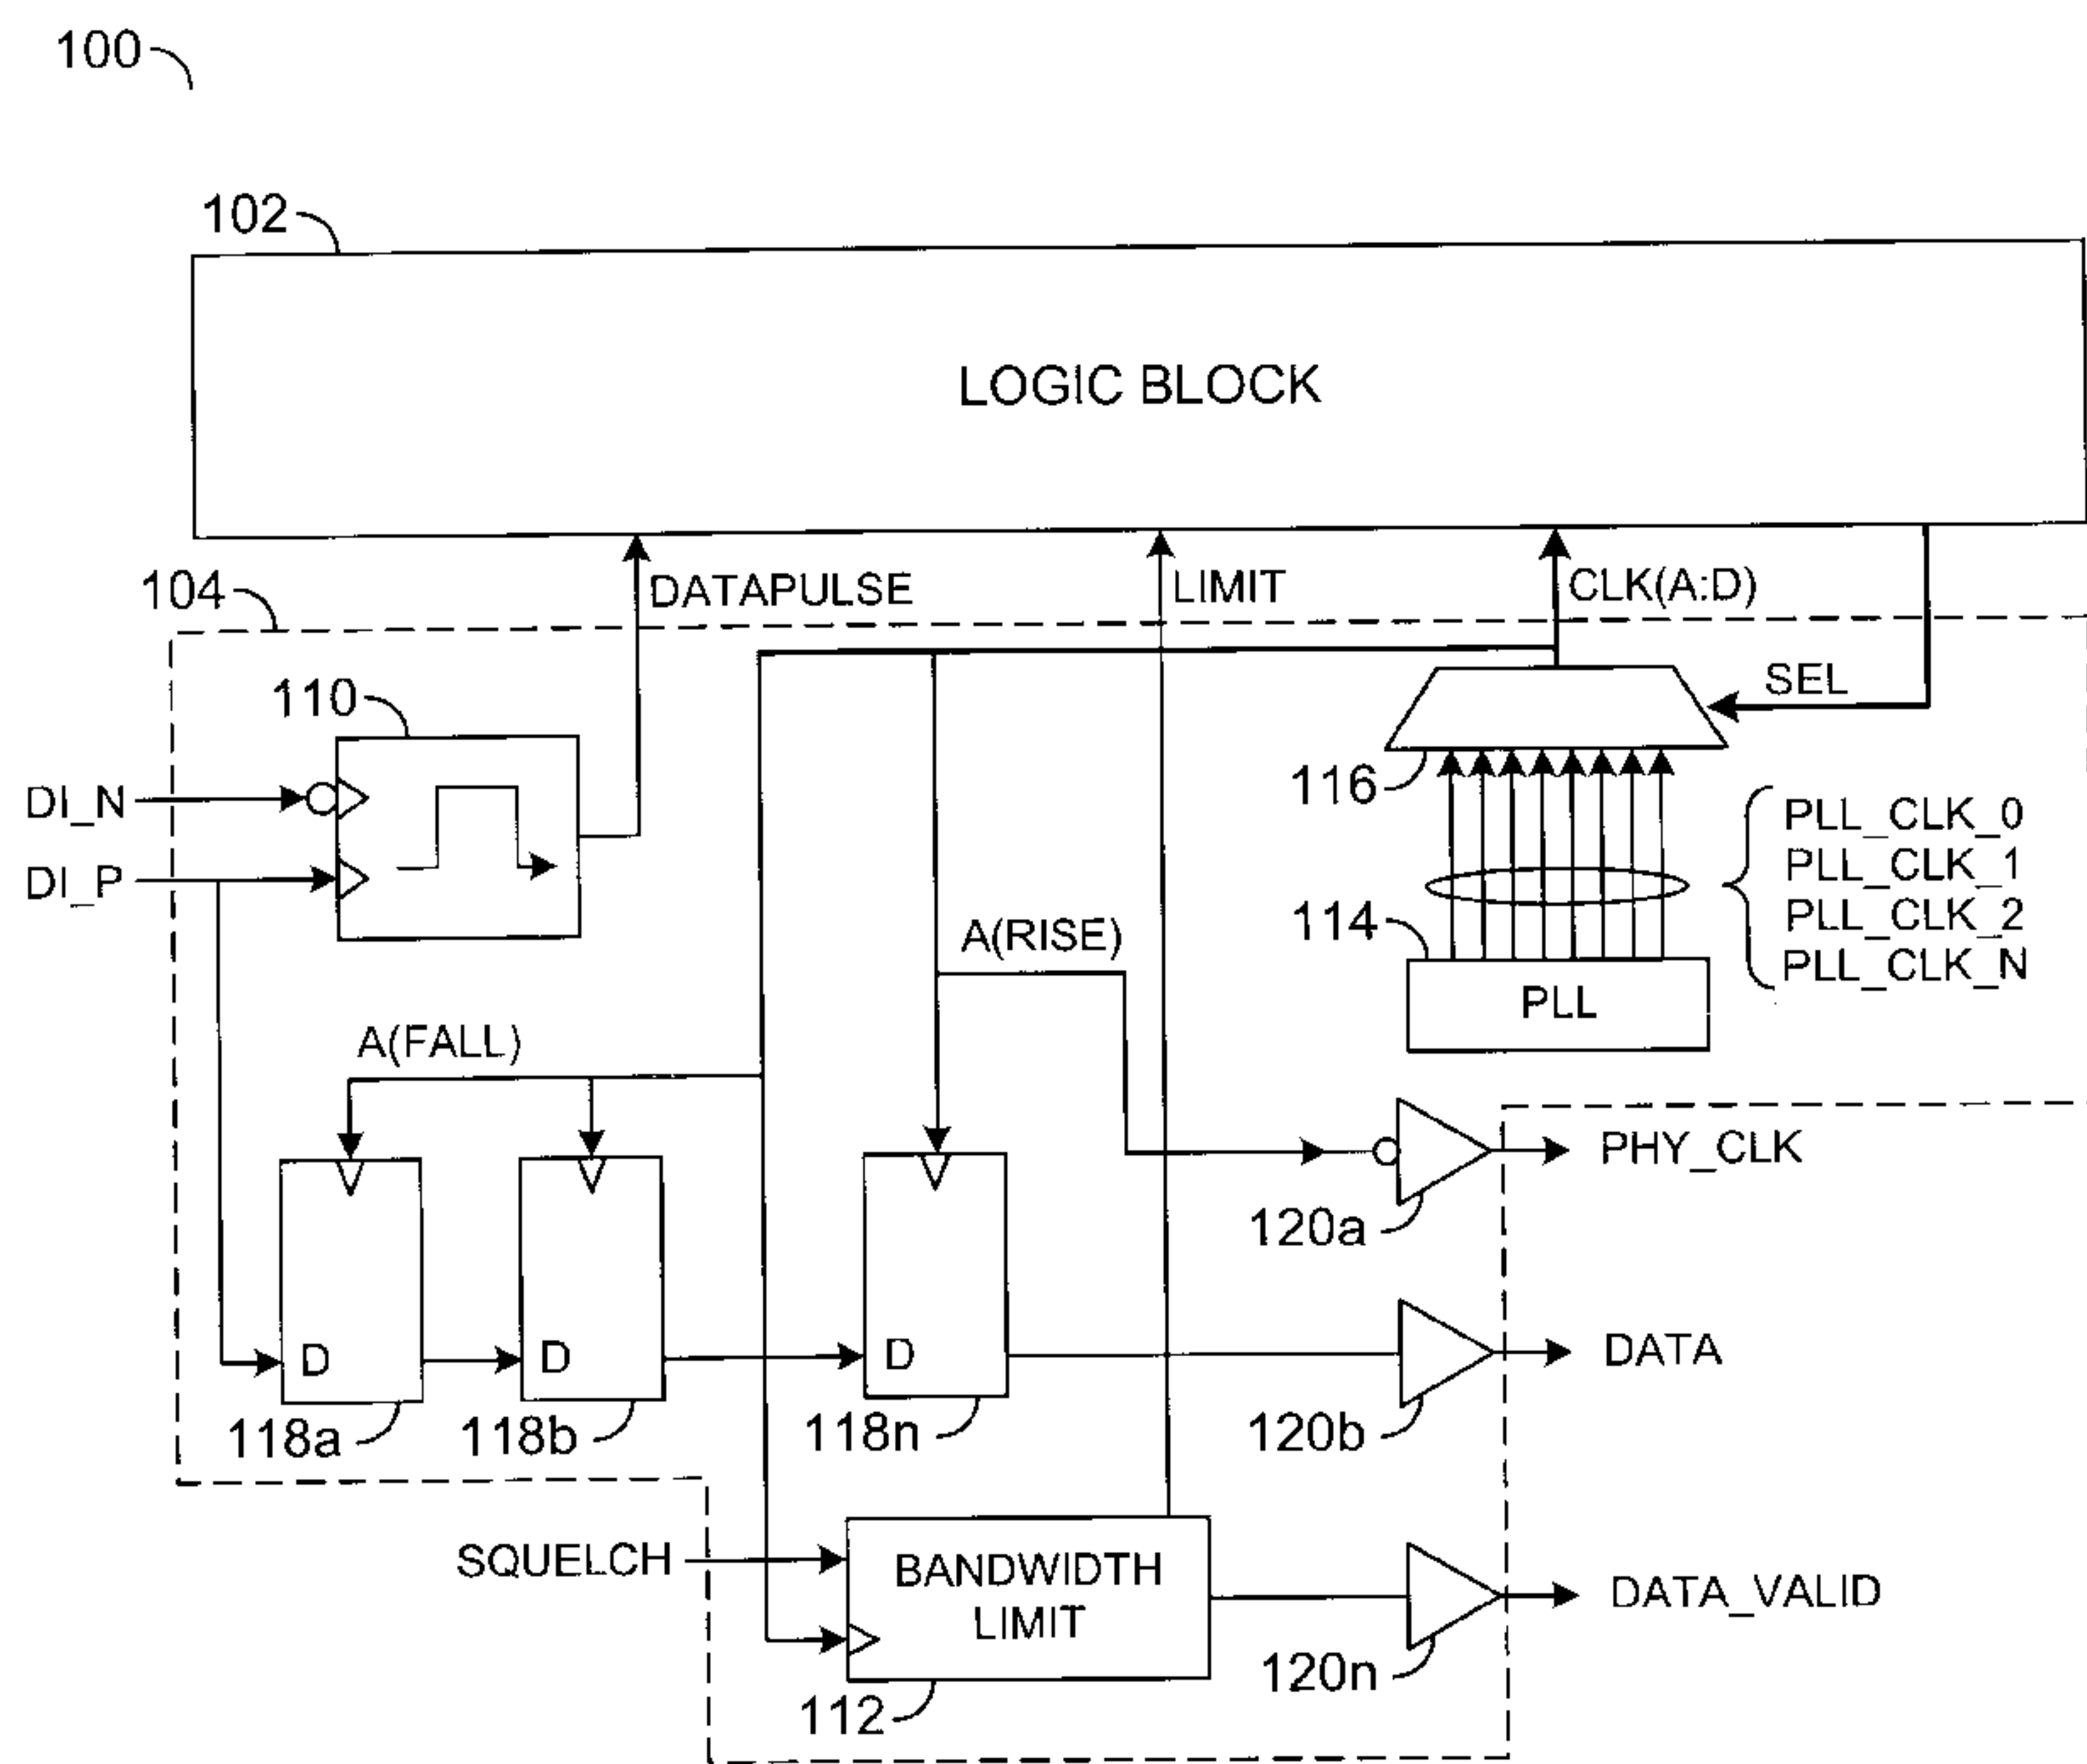 100
102
LOGIC BLOCK
104
DATAPULSE
LIMIT
CLK(A:D)
SEL
110
DI_N
DI_P
116
PLL_CLK_0
PLL_CLK_1
PLL_CLK_2
PLL_CLK_N
114
PLL
A(RISE)
A(FALL)
PHY_CLK
120a
D
D
D
DATA
118a
118b
118n
120b
SQUELCH
BANDWIDTH
LIMIT
DATA_VALID
120n
112